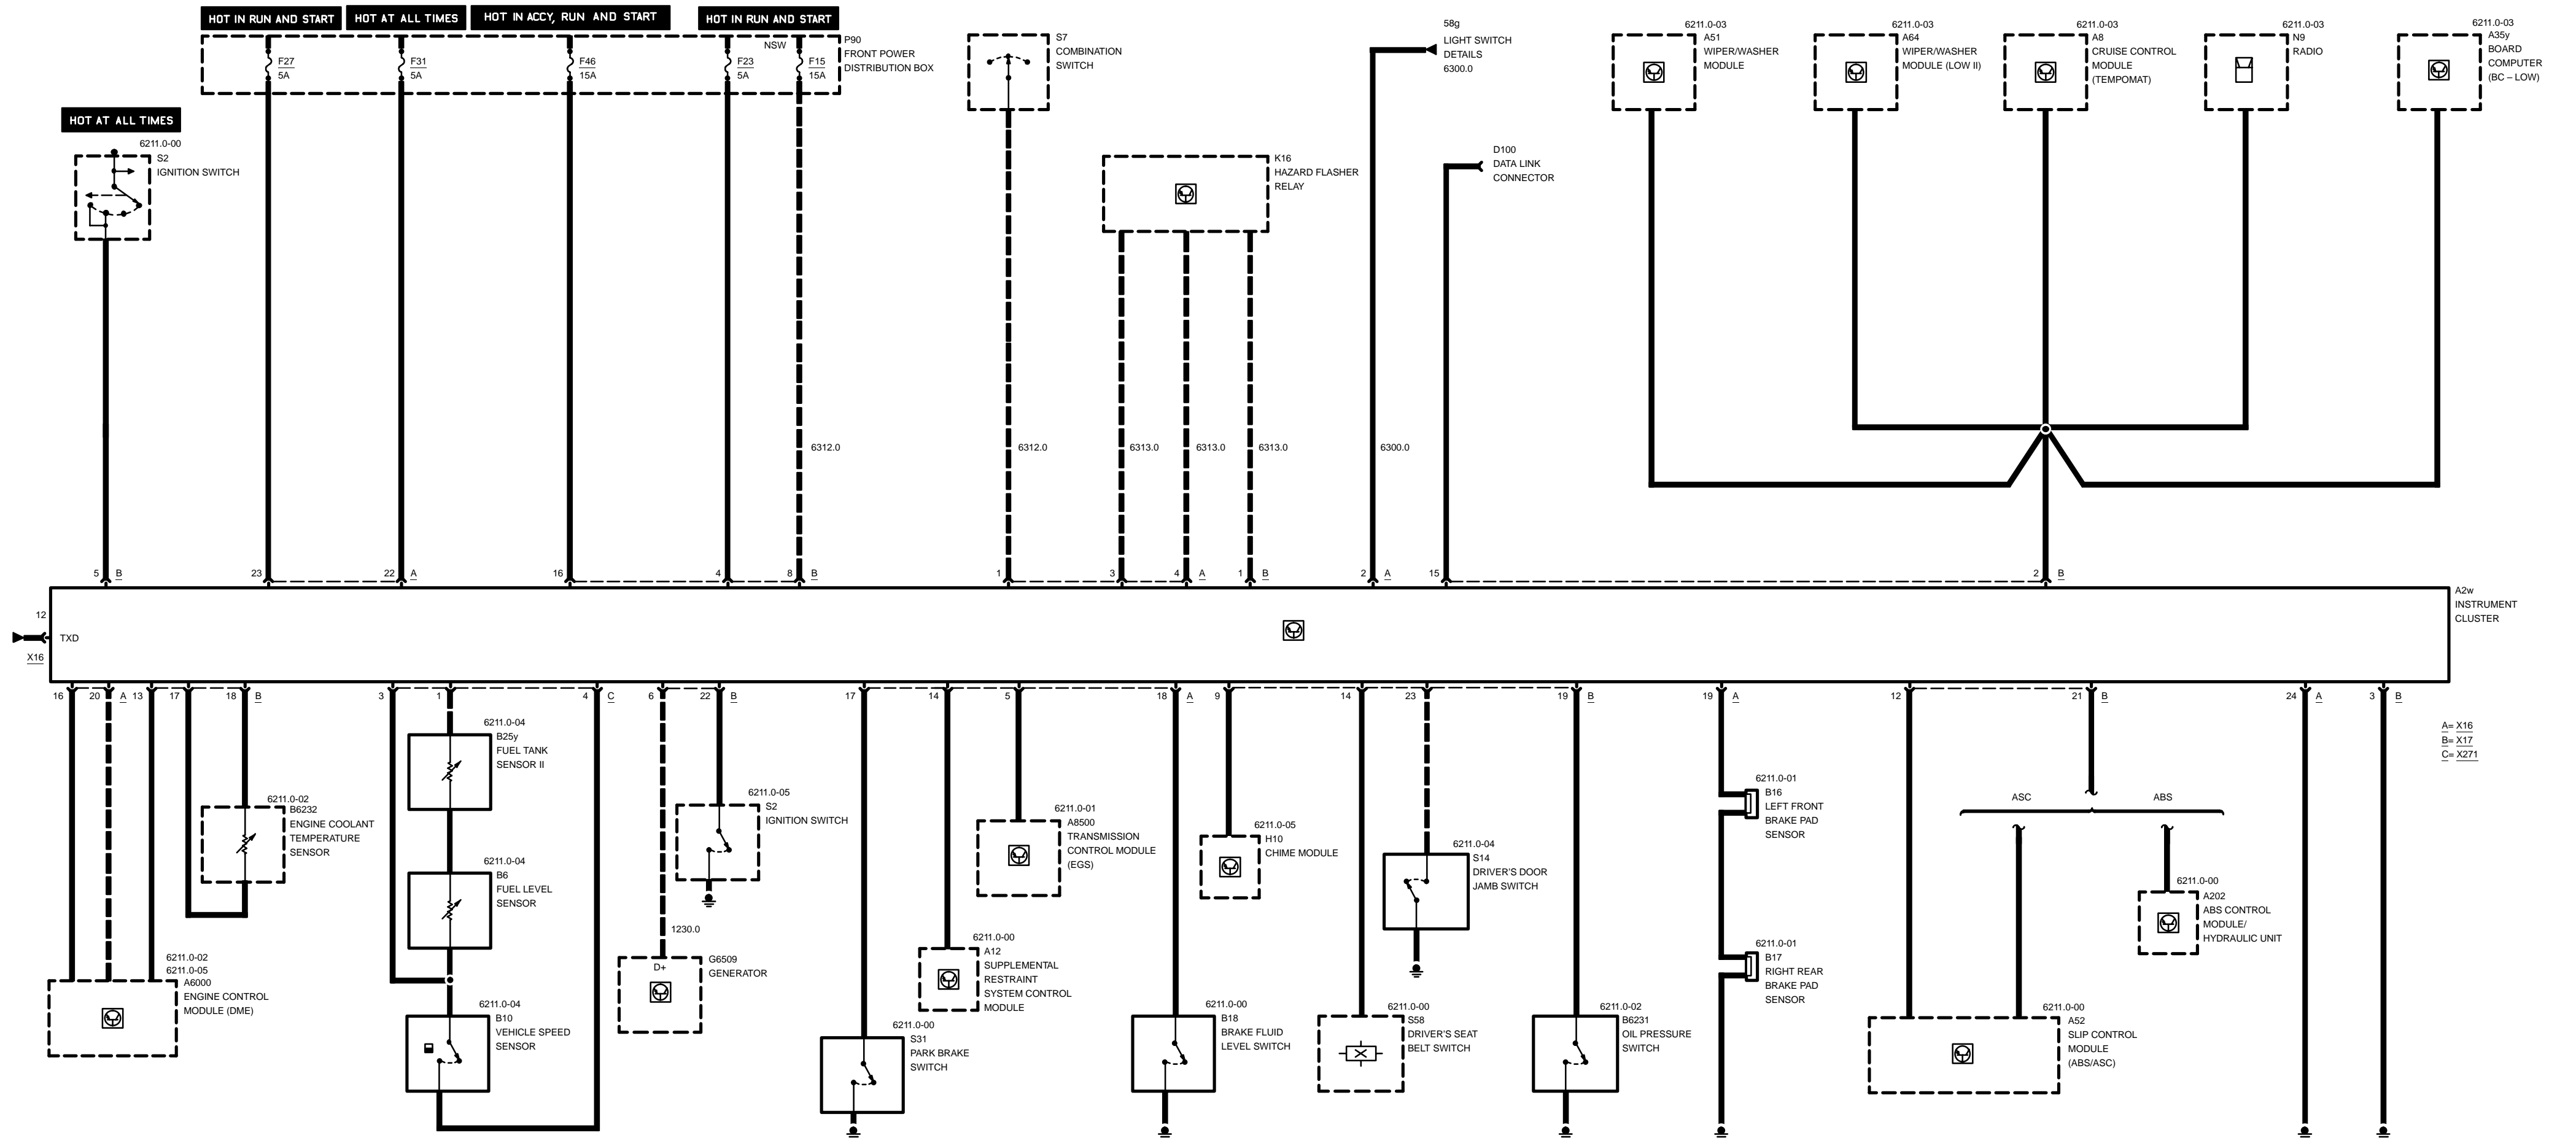 HOT IN RUN AND START
HOT AT ALL TIMES
HOT IN ACCY, RUN AND START
HOT IN RUN AND START
F27
5A
F31
5A
F46
15A
F23
5A
NSW
F15
15A
P90
FRONT POWER
DISTRIBUTION BOX
HOT AT ALL TIMES
6211.0-00
S2
IGNITION SWITCH
S7
COMBINATION
SWITCH
K16
HAZARD FLASHER
RELAY
58g
LIGHT SWITCH
DETAILS
6300.0
D100
DATA LINK
CONNECTOR
6211.0-03
A51
WIPER/WASHER
MODULE
6211.0-03
A64
WIPER/WASHER
MODULE (LOW II)
6211.0-03
A8
CRUISE CONTROL
MODULE
(TEMPOMAT)
6211.0-03
N9
RADIO
6211.0-03
A35y
BOARD
COMPUTER
(BC – LOW)
6312.0
6312.0
6313.0
6313.0
6313.0
6300.0
5 B
23
22 A
16
4
8 B
1
3
4 A
1 B
2 A
15
2 B
12
TXD
X16
A2w
INSTRUMENT
CLUSTER
16
20 A
13
17
18 B
3
1
4 C
6
22 B
17
14
5
18 A
9
14
23
19 B
19 A
12
21 B
24 A
3 B
A= X16
B= X17
C= X271
6211.0-02
6211.0-05
A6000
ENGINE CONTROL
MODULE (DME)
6211.0-02
B6232
ENGINE COOLANT
TEMPERATURE
SENSOR
6211.0-04
B25y
FUEL TANK
SENSOR II
6211.0-04
B6
FUEL LEVEL
SENSOR
6211.0-04
B10
VEHICLE SPEED
SENSOR
1230.0
D+
G6509
GENERATOR
6211.0-05
S2
IGNITION SWITCH
6211.0-00
S31
PARK BRAKE
SWITCH
6211.0-00
A12
SUPPLEMENTAL
RESTRAINT
SYSTEM CONTROL
MODULE
6211.0-01
A8500
TRANSMISSION
CONTROL MODULE
(EGS)
6211.0-00
B18
BRAKE FLUID
LEVEL SWITCH
6211.0-05
H10
CHIME MODULE
6211.0-00
S58
DRIVER'S SEAT
BELT SWITCH
6211.0-04
S14
DRIVER'S DOOR
JAMB SWITCH
6211.0-02
B6231
OIL PRESSURE
SWITCH
6211.0-01
B16
LEFT FRONT
BRAKE PAD
SENSOR
6211.0-01
B17
RIGHT REAR
BRAKE PAD
SENSOR
ASC
ABS
6211.0-00
A202
ABS CONTROL
MODULE/
HYDRAULIC UNIT
6211.0-00
A52
SLIP CONTROL
MODULE
(ABS/ASC)